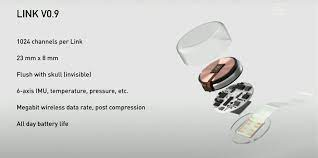 LINK V0.9
1024 channels per Link
23 mm x 8 mm
Flush with skull [invisible]
6-axis IMU, temperature, pressure, etc.
Megabit wireless data rate, post compression
All day battery life